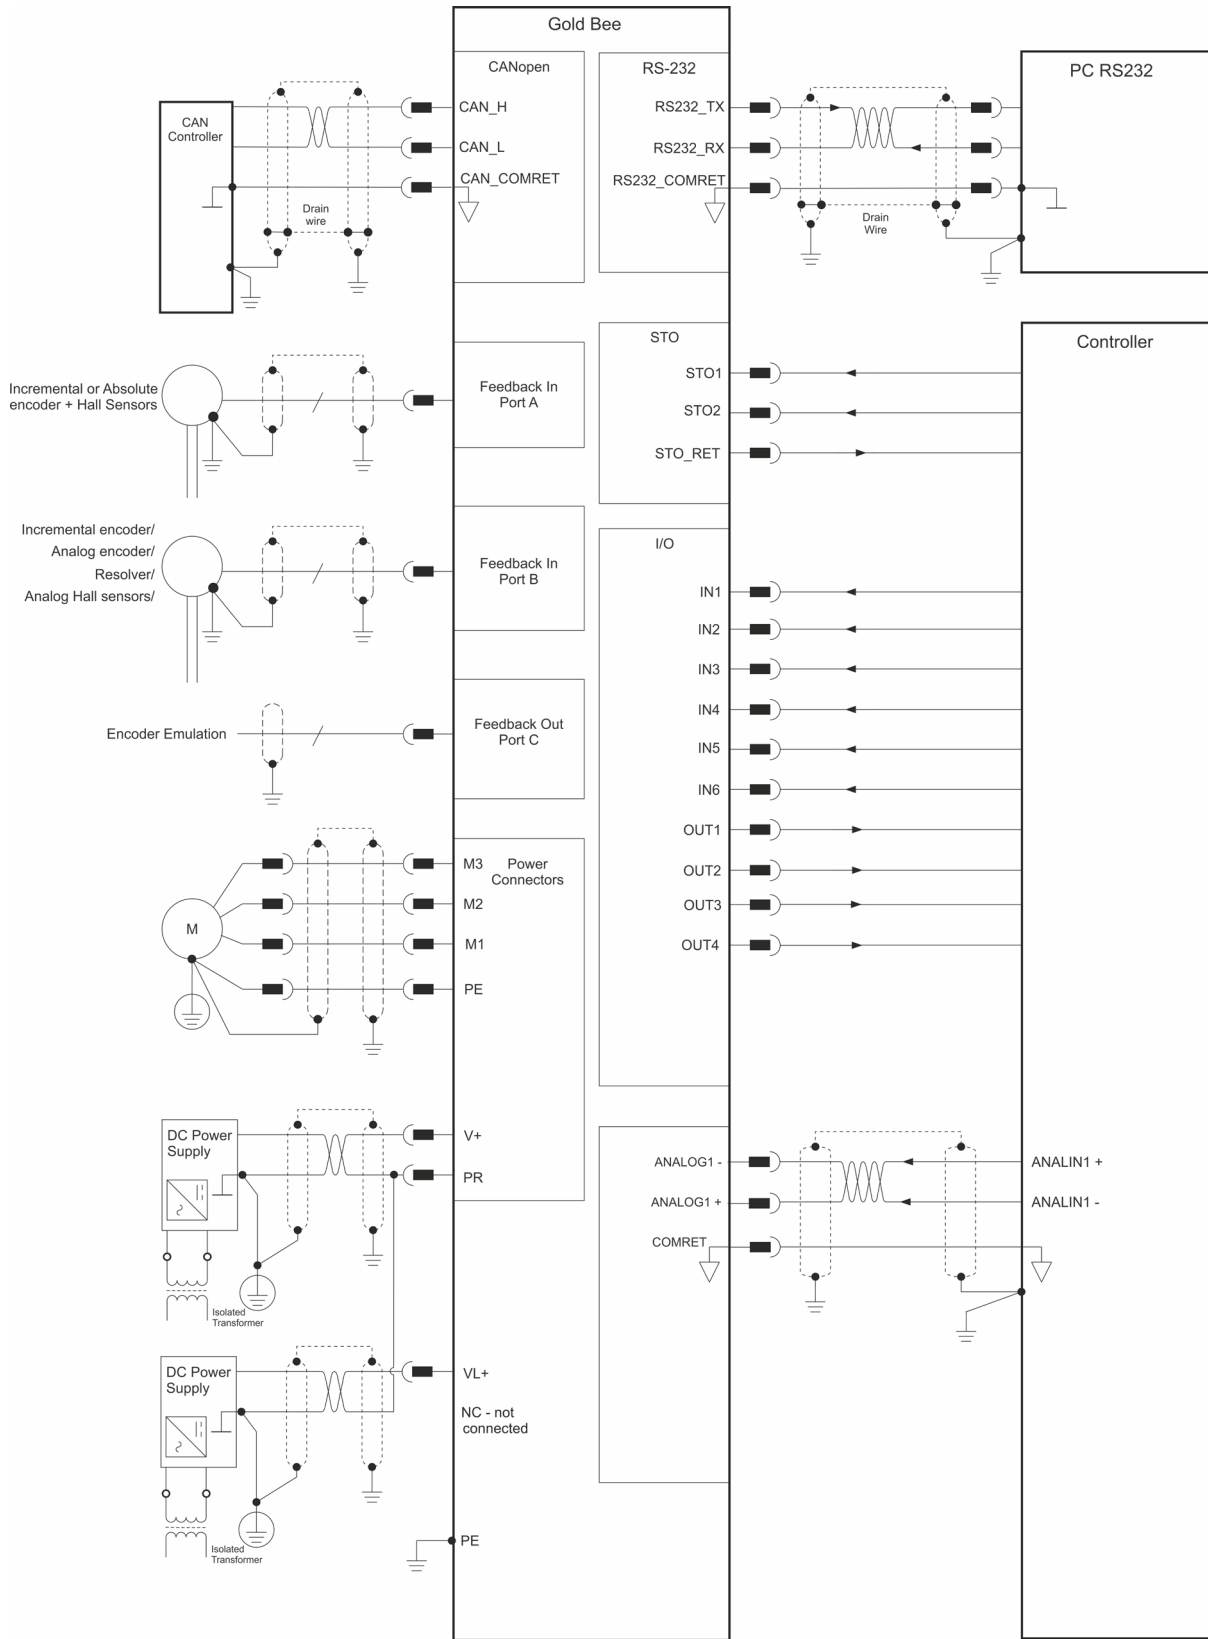 Gold Bee
CANopen
CAN
Controller
CAN_H
CAN_L
CAN_COMRET
Drain
wire
RS-232
RS232_TX
RS232_RX
RS232_COMRET
Drain
Wire
PC RS232
Incremental or Absolute
encoder + Hall Sensors
Feedback In
Port A
Incremental encoder/
Analog encoder/
Resolver/
Analog Hall sensors/
Feedback In
Port B
Encoder Emulation
Feedback Out
Port C
M
M3
Power
Connectors
M2
M1
PE
DC Power
Supply
V+
PR
Isolated
Transformer
DC Power
Supply
VL+
NC - not
connected
Isolated
Transformer
PE
STO
STO1
STO2
STO_RET
I/O
IN1
IN2
IN3
IN4
IN5
IN6
OUT1
OUT2
OUT3
OUT4
ANALOG1 -
ANALOG1 +
COMRET
Controller
ANALIN1 +
ANALIN1 -